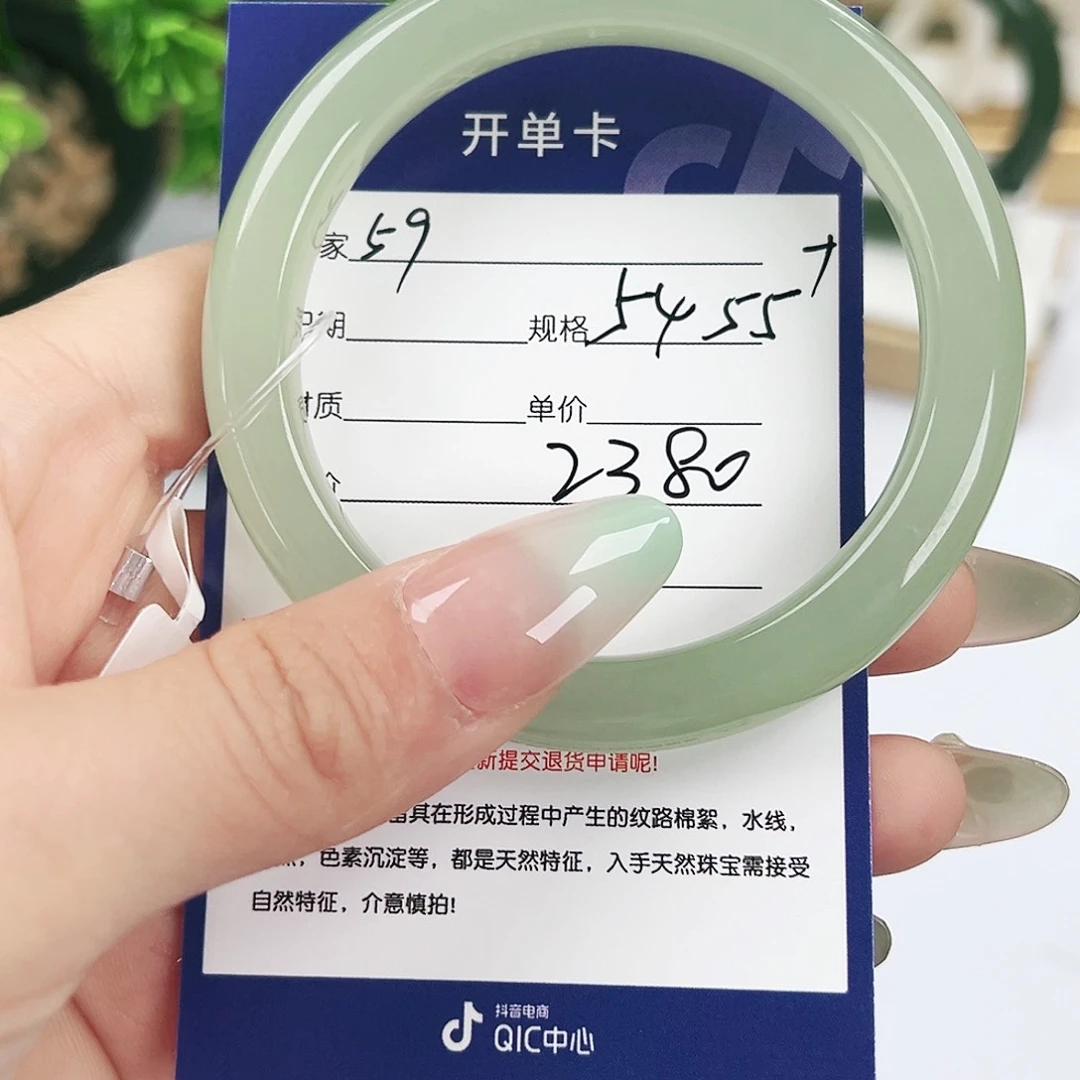 开单卡
家 59
期 规格 54 55+
质 单价
2380
新提交退货申请呢!
其在形成过程中产生的纹路棉絮，水线，
色素沉淀等，都是天然特征，入手天然珠宝需接受
自然特征，介意慎拍!
抖音电商
QIC中心